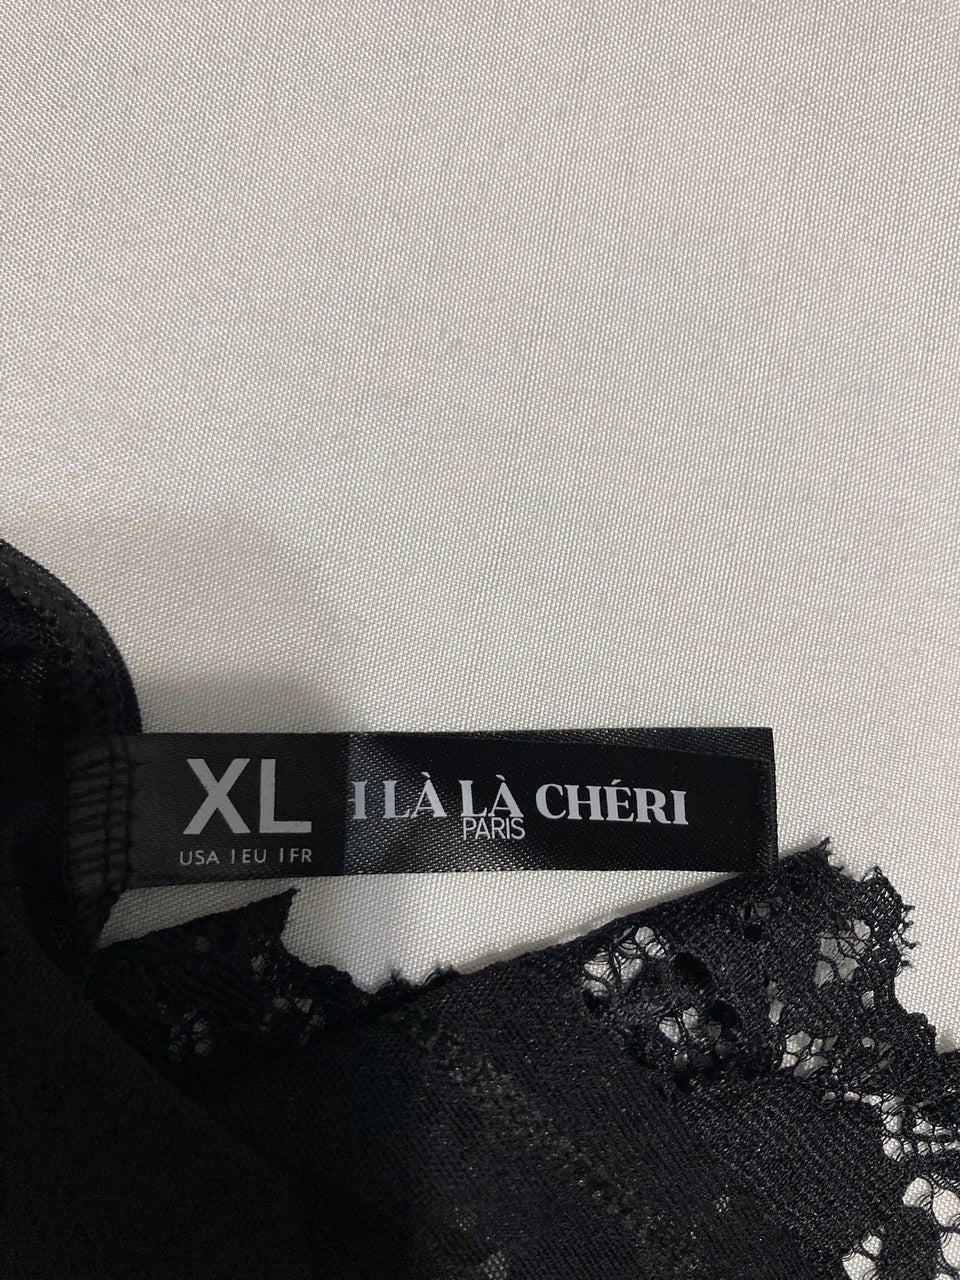 XL
USA | EU | FR
LÀ LÀ CHÉRI
PARIS